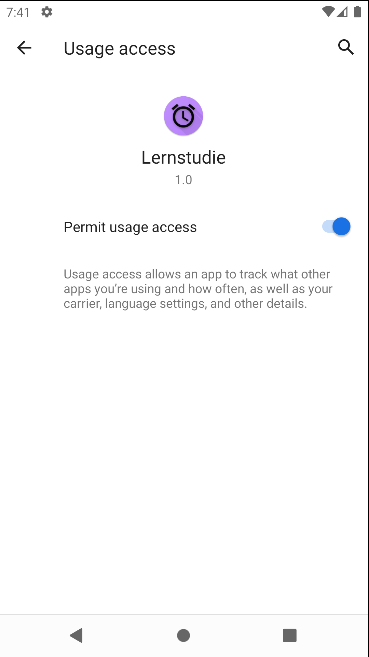 7:41
Usage access
Lernstudie
1.0
Permit usage access
Usage access allows an app to track what other
apps you're using and how often, as well as your
carrier, language settings, and other details.